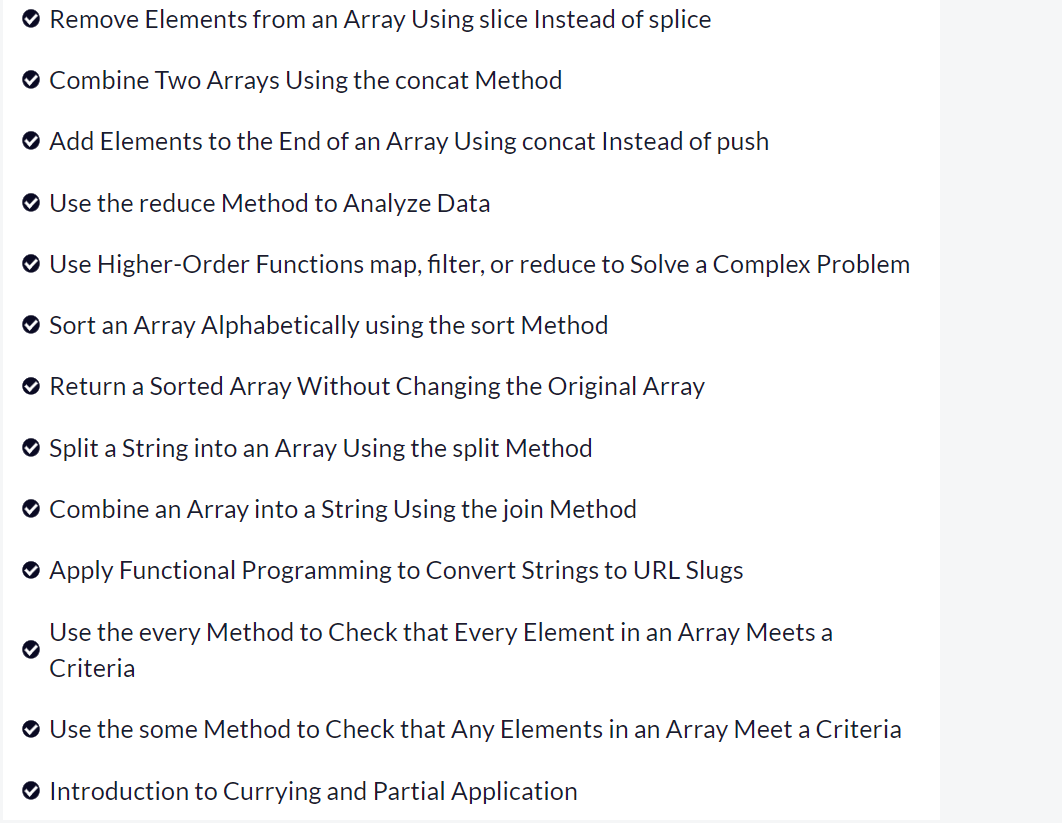 Remove Elements from an Array Using slice Instead of splice
Combine Two Arrays Using the concat Method
Add Elements to the End of an Array Using concat Instead of push
Use the reduce Method to Analyze Data
Use Higher-Order Functions map, filter, or reduce to Solve a Complex Problem
Sort an Array Alphabetically using the sort Method
Return a Sorted Array Without Changing the Original Array
Split a String into an Array Using the split Method
Combine an Array into a String Using the join Method
Apply Functional Programming to Convert Strings to URL Slugs
Use the every Method to Check that Every Element in an Array Meets a
Criteria
Use the some Method to Check that Any Elements in an Array Meet a Criteria
Introduction to Currying and Partial Application